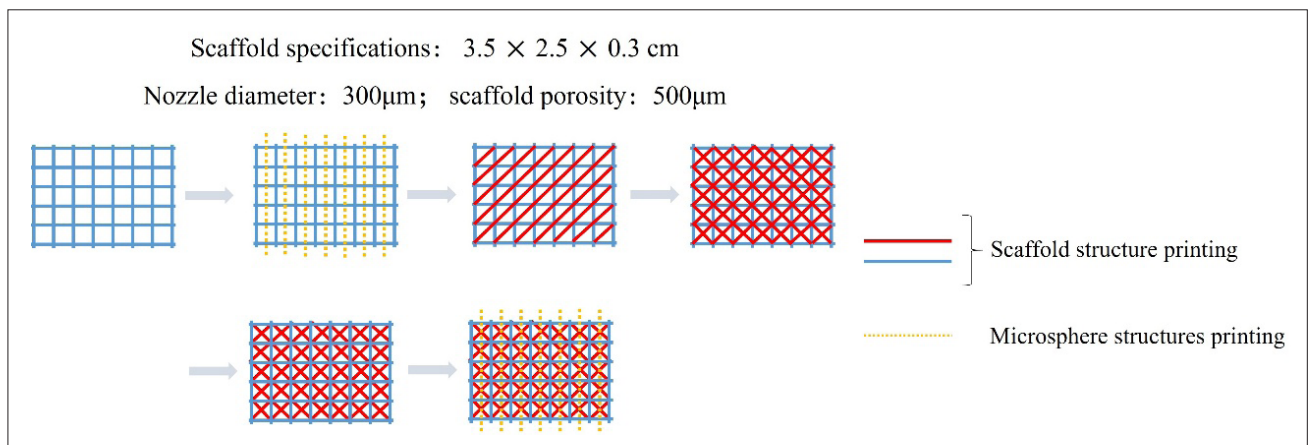 Scaffold specifications： 3.5 × 2.5 × 0.3 cm
Nozzle diameter：300μm； scaffold porosity：500μm
Scaffold structure printing
Microsphere structures printing